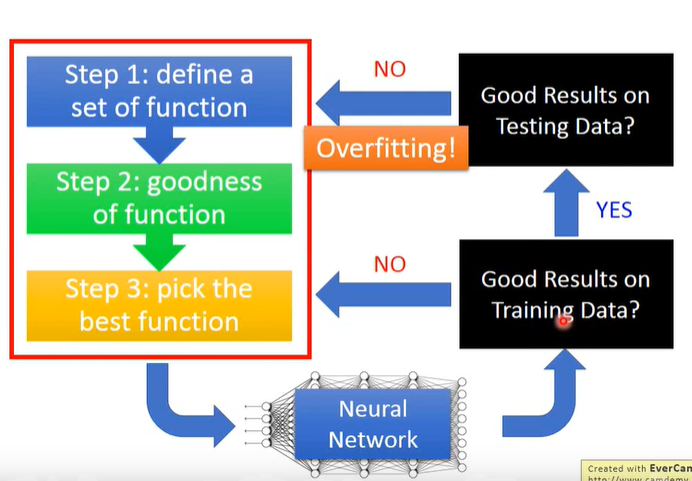 Step 1: define a
set of function
Step 2: goodness
of function
Step 3: pick the
best function
NO
Overfitting!
Good Results on
Testing Data?
YES
NO
Good Results on
Training Data?
Neural
Network
Created with EverCam
http://www.camdemy